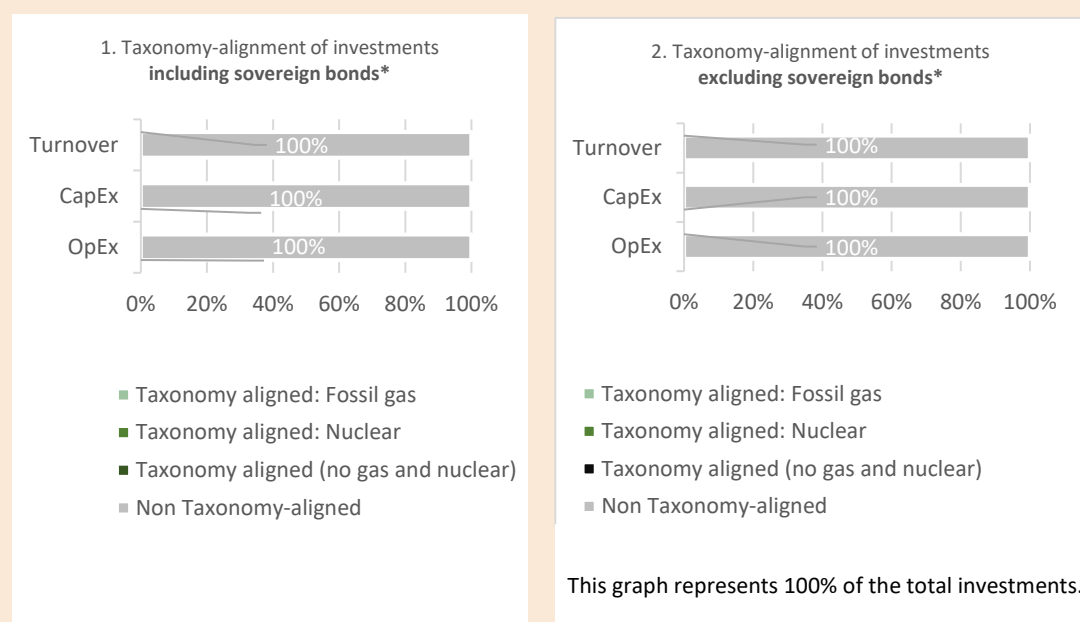 1. Taxonomy-alignment of investments
including sovereign bonds*
Turnover
100%
CapEx
100%
OpEx
100%
0% 20% 40% 60% 80% 100%
Taxonomy aligned: Fossil gas
Taxonomy aligned: Nuclear
Taxonomy aligned (no gas and nuclear)
Non Taxonomy-aligned
2. Taxonomy-alignment of investments
excluding sovereign bonds*
Turnover
100%
CapEx
100%
OpEx
100%
0% 20% 40% 60% 80% 100%
Taxonomy aligned: Fossil gas
Taxonomy aligned: Nuclear
Taxonomy aligned (no gas and nuclear)
Non Taxonomy-aligned
This graph represents 100% of the total investments.